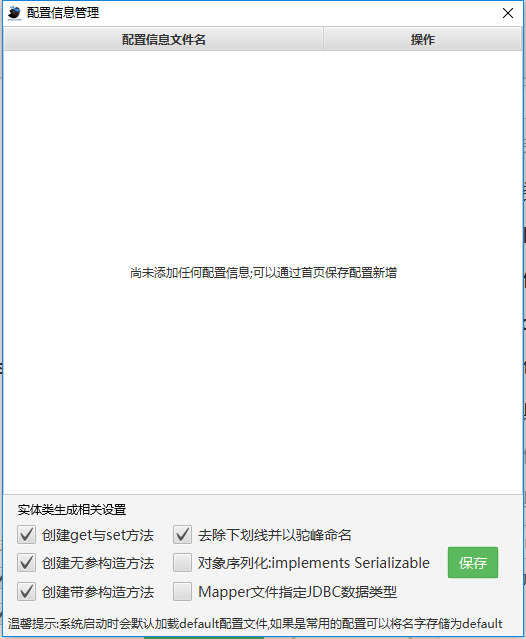 配置信息管理
配置信息文件名 操作
尚未添加任何配置信息;可以通过首页保存配置新增
实体类生成相关设置
创建get与set方法 去除下划线并以驼峰命名
创建无参构造方法 对象序列化:implements Serializable 保存
创建带参构造方法 Mapper文件指定JDBC数据类型
温馨提示:系统启动时会默认加载default配置文件,如果是常用的配置可以将名字存储为default